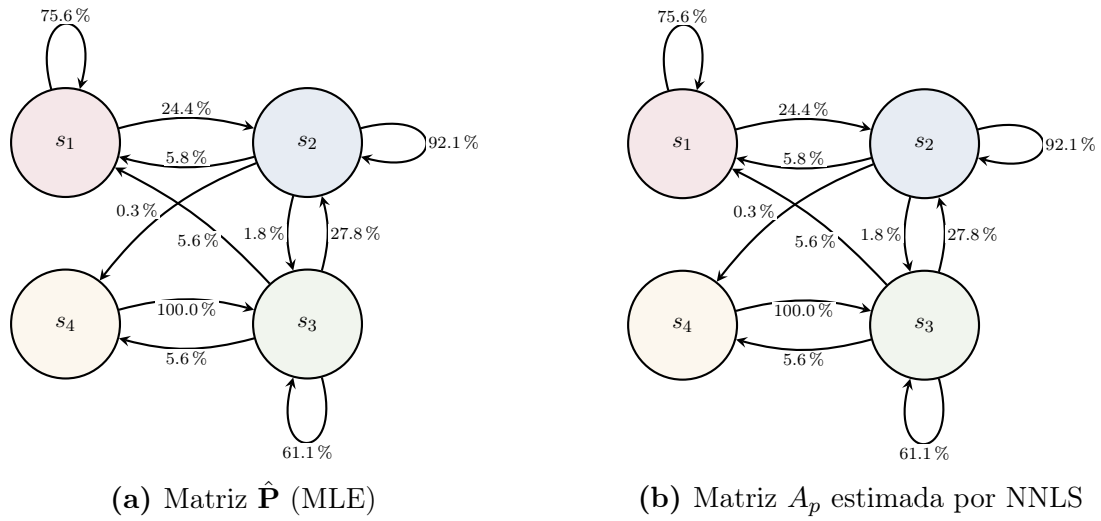 75.6 %
24.4 %
s1
s2
92.1 %
5.8 %
0.3 %
5.6 %
1.8 %
27.8 %
s4
100.0 %
s3
5.6 %
61.1 %
(a) Matriz P̂ (MLE)
75.6 %
24.4 %
s1
s2
92.1 %
5.8 %
0.3 %
5.6 %
1.8 %
27.8 %
s4
100.0 %
s3
5.6 %
61.1 %
(b) Matriz Ap estimada por NNLS